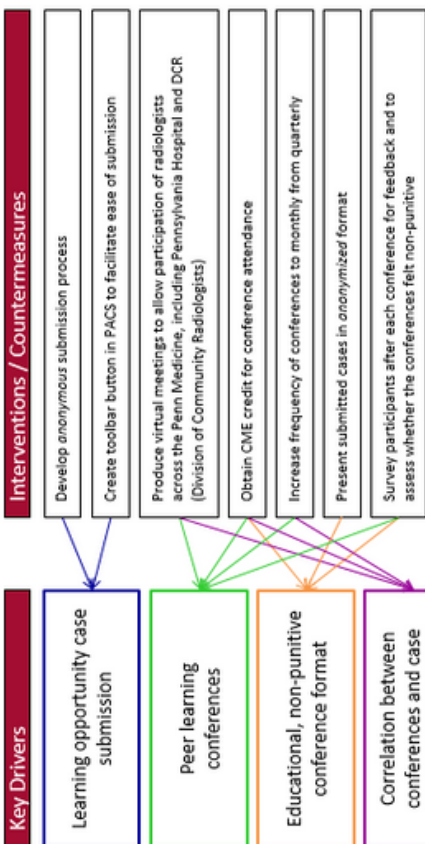 Key Drivers
Learning opportunity case
submission
Peer learning
conferences
Educational, non-punitive
conference format
Correlation between
conferences and case
Interventions / Countermeasures
Develop anonymous submission process
Create toolbar button in PACS to facilitate ease of submission
Produce virtual meetings to allow participation of radiologists
across the Penn Medicine, including Pennsylvania Hospital and DCR
(Division of Community Radiologists)
Obtain CME credit for conference attendance
Increase frequency of conferences to monthly from quarterly
Present submitted cases in anonymized format
Survey participants after each conference for feedback and to
assess whether the conferences felt non-punitive